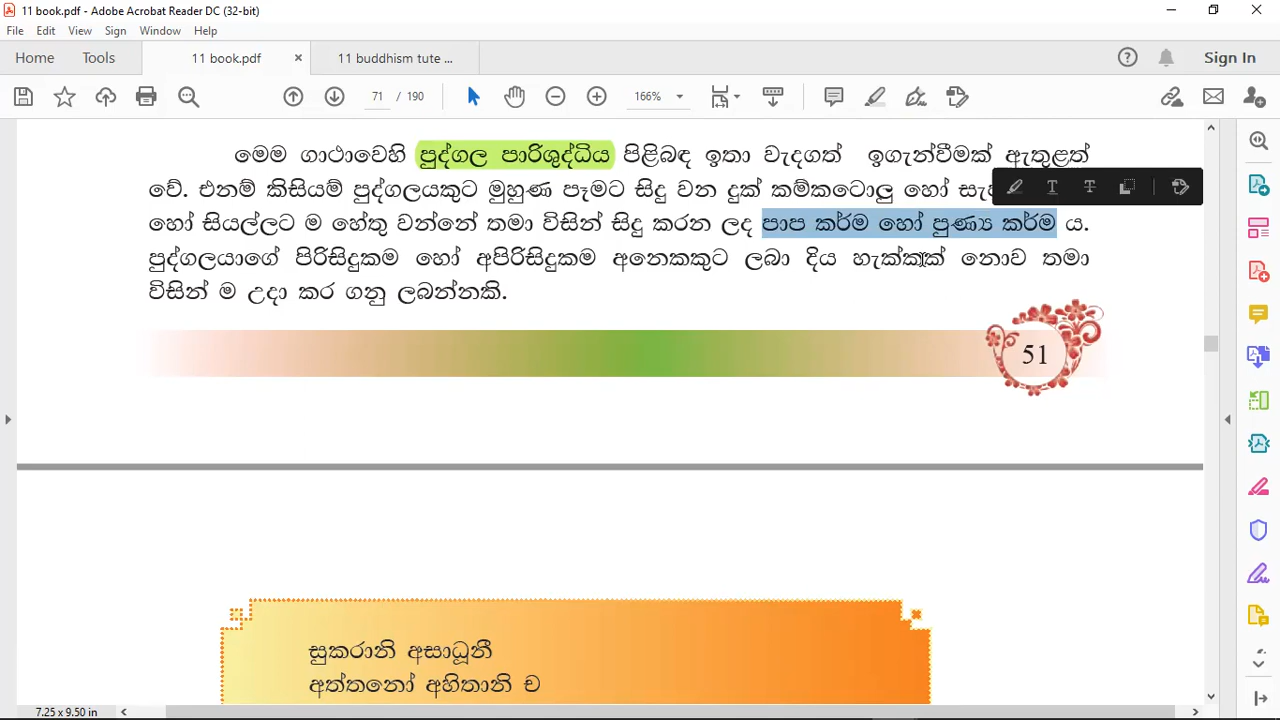 11 book.pdf - Adobe Acrobat Reader DC (32-bit)
File Edit View Sign Window Help
Home Tools 11 book.pdf × 11 buddhism tute ... Sign In
71 / 190 166%
මෙම ගාථාවෙහි පුද්ගල පාරිශුද්ධිය පිළිබඳ ඉතා වැදගත් ඉගැන්වීමක් ඇතුළත්
වේ. එනම් කිසියම් පුද්ගලයකුට මුහුණ පෑමට සිදු වන දුක් කම්කටොලු හෝ
හෝ සියල්ලට ම හේතු වන්නේ තමා විසින් සිදු කරන ලද පාප කර්ම හෝ පුණ්‍ය කර්ම ය.
පුද්ගලයාගේ පිරිසිදුකම හෝ අපිරිසිදුකම අනෙකකුට ලබා දිය හැක්කක් නොව තමා
විසින් ම උදා කර ගනු ලබන්නකි.
51
සුකරානි අසාධූනී
අත්තනෝ අහිතානි ච
7.25 x 9.50 in